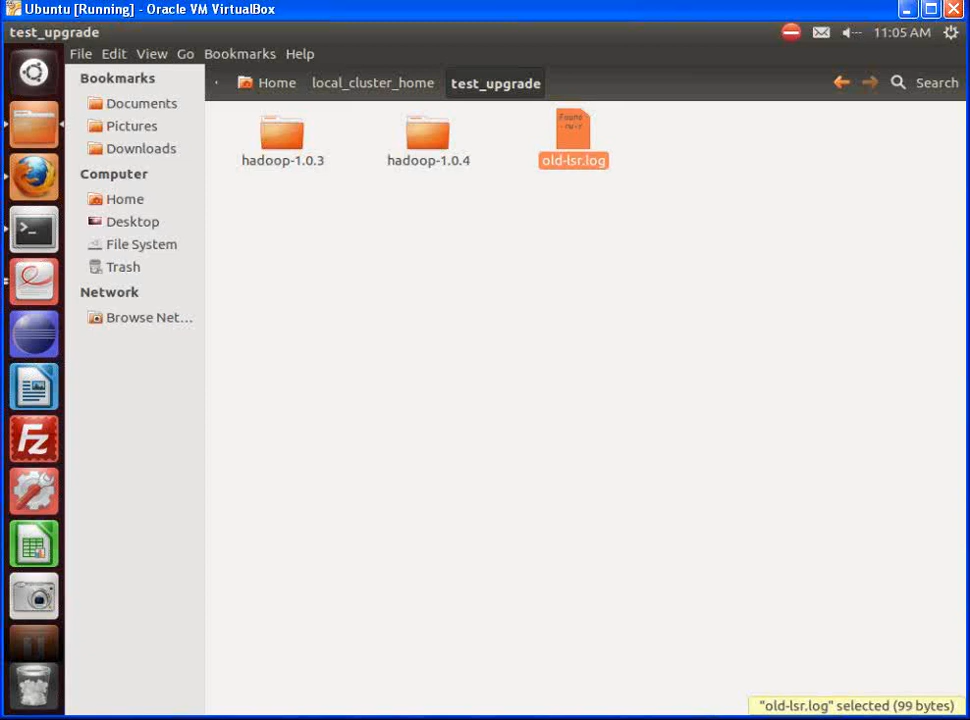 Ubuntu [Running] - Oracle VM VirtualBox
test_upgrade
11:05 AM
File Edit View Go Bookmarks Help
Bookmarks
Documents
Pictures
Downloads
Computer
Home
Desktop
File System
Trash
Network
Browse Net...
Home local_cluster_home test_upgrade Search
hadoop-1.0.3 hadoop-1.0.4 old-lsr.log
"old-lsr.log" selected (99 bytes)